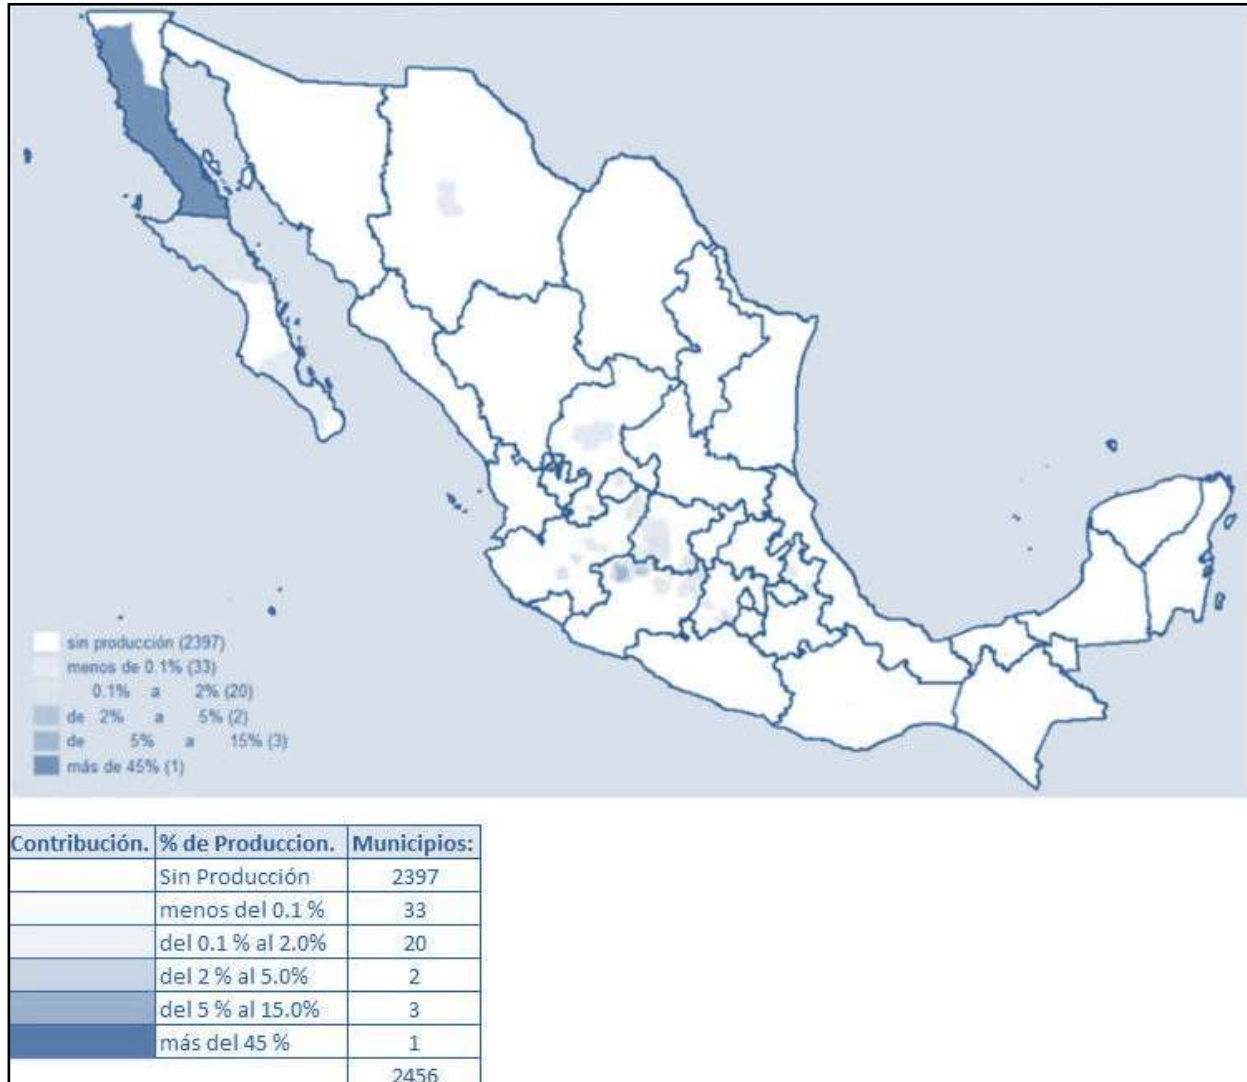 sin producción (2397)
menos de 0.1% (33)
0.1% a 2% (20)
de 2% a 5% (2)
de 5% a 15% (3)
más de 45% (1)
Contribución. % de Produccion. Municipios:
Sin Producción 2397
menos del 0.1 % 33
del 0.1 % al 2.0% 20
del 2 % al 5.0% 2
del 5 % al 15.0% 3
más del 45 % 1
2456